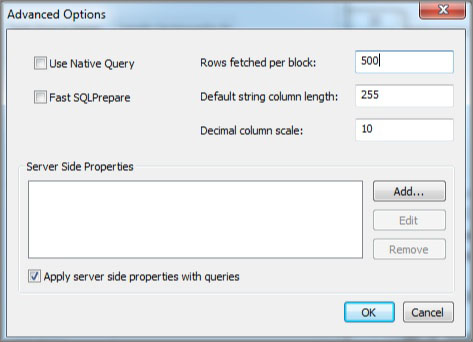 Advanced Options
Use Native Query Rows fetched per block: 500
Fast SQLPrepare Default string column length: 255
Decimal column scale: 10
Server Side Properties
Add...
Edit
Remove
Apply server side properties with queries
OK Cancel